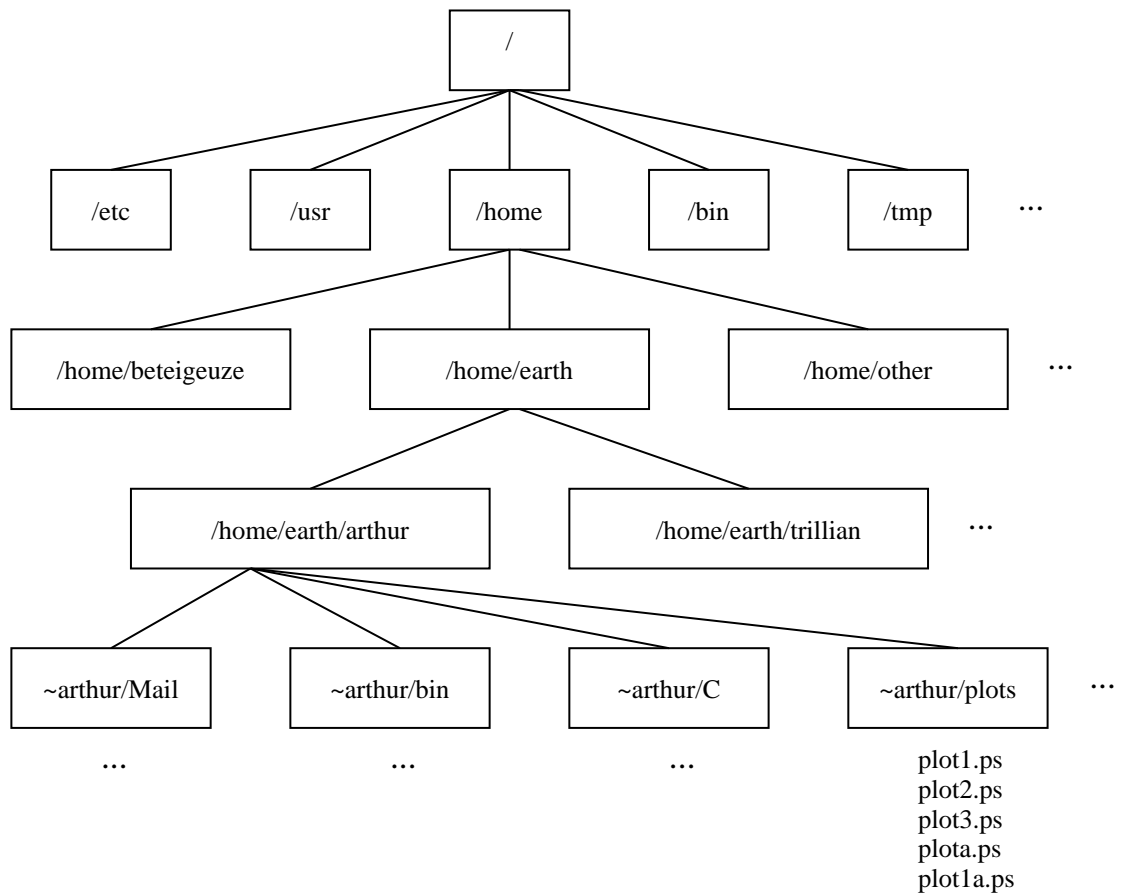 /
/etc /usr /home /bin /tmp ...
/home/beteigeuze /home/earth /home/other ...
/home/earth/arthur /home/earth/trillian ...
~arthur/Mail ~arthur/bin ~arthur/C ~arthur/plots ...
... ... ...
plot1.ps
plot2.ps
plot3.ps
plota.ps
plot1a.ps